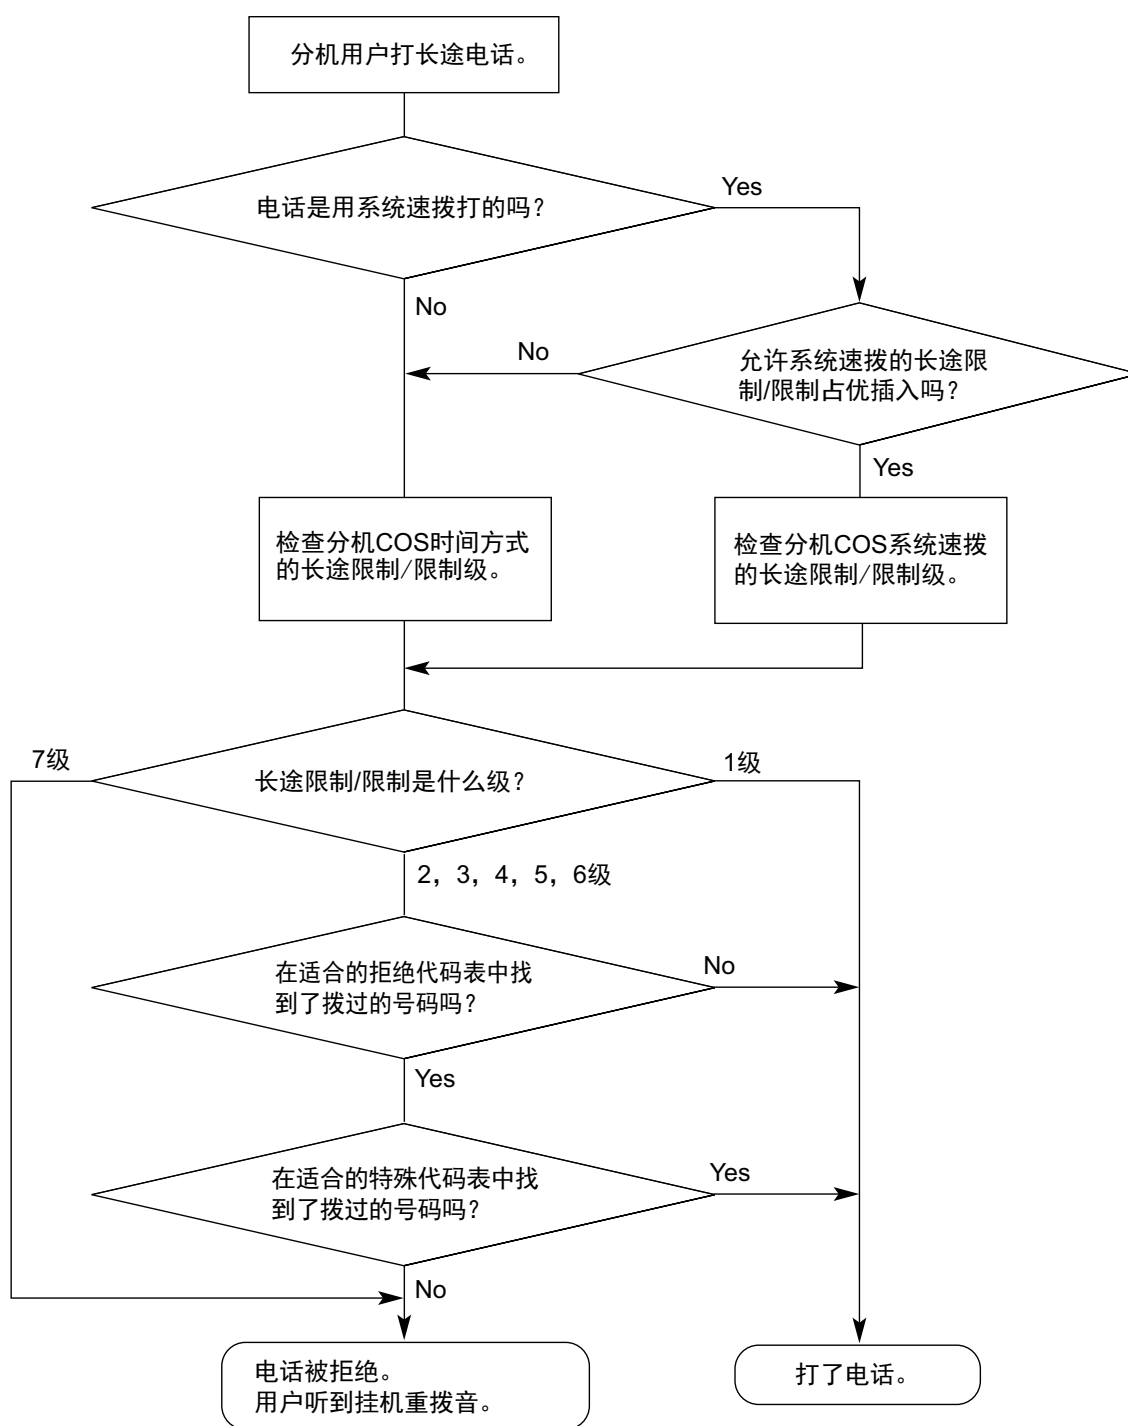 分机用户打长途电话。
电话是用系统速拨打的吗？
Yes
No
No
允许系统速拨的长途限
制/限制占优插入吗？
Yes
检查分机COS时间方式
的长途限制/限制级。
检查分机COS系统速拨
的长途限制/限制级。
7级
长途限制/限制是什么级？
1级
2，3，4，5，6级
在适合的拒绝代码表中找
到了拨过的号码吗？
No
Yes
在适合的特殊代码表中找
到了拨过的号码吗？
Yes
No
电话被拒绝。
用户听到挂机重拨音。
打了电话。